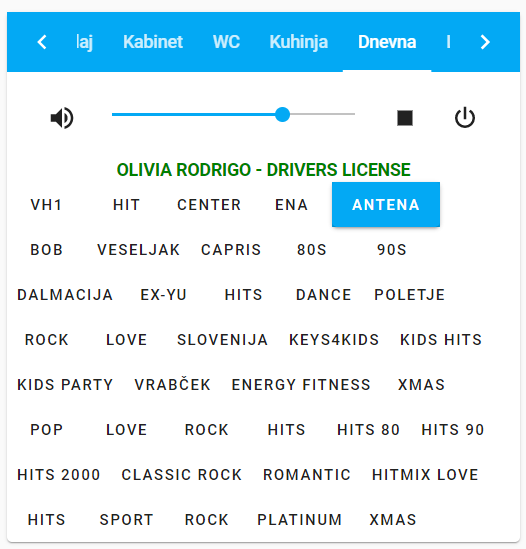 laj Kabinet WC Kuhinja Dnevna
OLIVIA RODRIGO - DRIVERS LICENSE
VH1 HIT CENTER ENA ANTENA
BOB VESELJAK CAPRIS 80S 90S
DALMACIJA EX-YU HITS DANCE POLETJE
ROCK LOVE SLOVENIJA KEYS4KIDS KIDS HITS
KIDS PARTY VRABČEK ENERGY FITNESS XMAS
POP LOVE ROCK HITS HITS 80 HITS 90
HITS 2000 CLASSIC ROCK ROMANTIC HITMIX LOVE
HITS SPORT ROCK PLATINUM XMAS